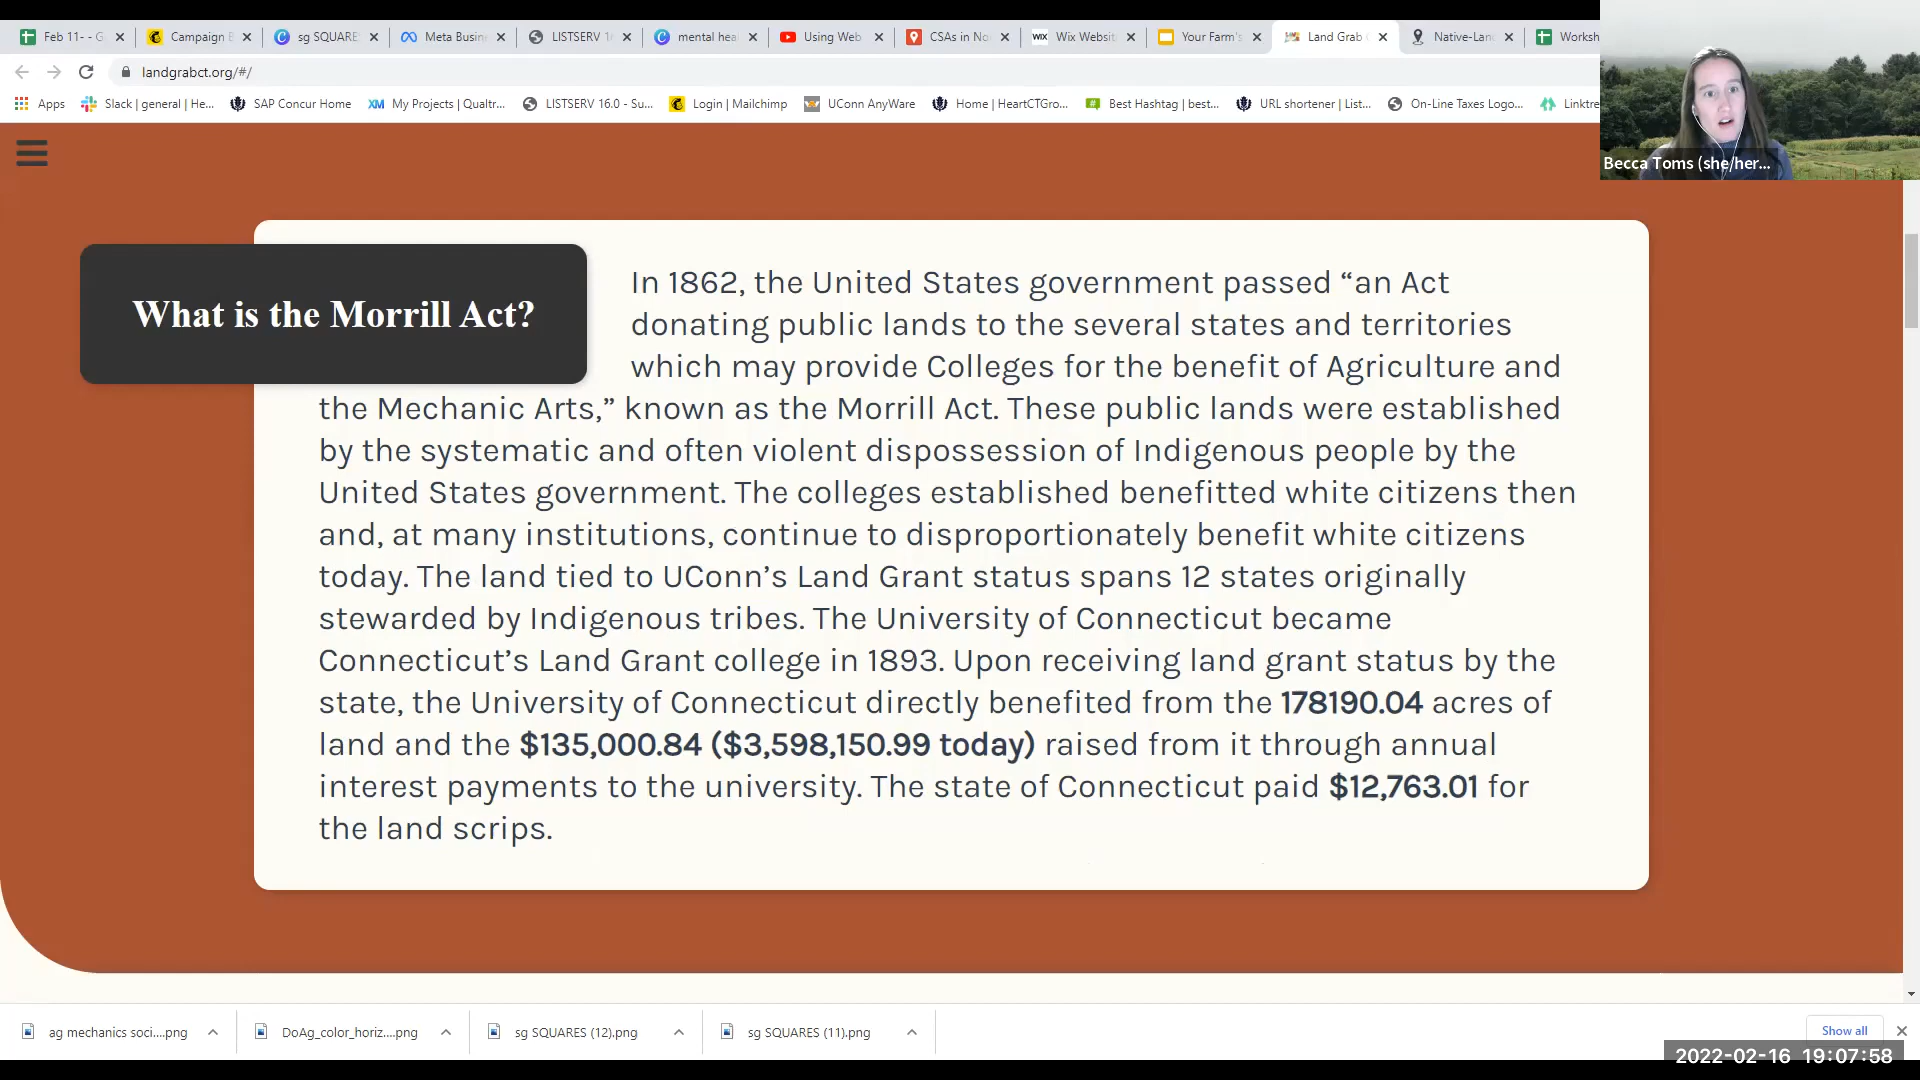 Feb 11- - G
Campaign E
sg SQUARE
Meta Busin
LISTSERV 1
mental hea
Using Web
CSAs in No
Wix Websit
Your Farm's
Land Grab
Native-Lan
Worksh
landgrabct.org/#/
Apps
Slack | general | He...
SAP Concur Home
My Projects | Qualtr...
LISTSERV 16.0 - Su...
Login | Mailchimp
UConn AnyWare
Home | HeartCTGro...
Best Hashtag | best...
URL shortener | List...
On-Line Taxes Logo...
Linktre
Becca Toms (she/her...
What is the Morrill Act?
In 1862, the United States government passed “an Act
donating public lands to the several states and territories
which may provide Colleges for the benefit of Agriculture and
the Mechanic Arts,” known as the Morrill Act. These public lands were established
by the systematic and often violent dispossession of Indigenous people by the
United States government. The colleges established benefitted white citizens then
and, at many institutions, continue to disproportionately benefit white citizens
today. The land tied to UConn’s Land Grant status spans 12 states originally
stewarded by Indigenous tribes. The University of Connecticut became
Connecticut’s Land Grant college in 1893. Upon receiving land grant status by the
state, the University of Connecticut directly benefited from the 178190.04 acres of
land and the $135,000.84 ($3,598,150.99 today) raised from it through annual
interest payments to the university. The state of Connecticut paid $12,763.01 for
the land scrips.
ag mechanics soci....png
DoAg_color_horiz....png
sg SQUARES (12).png
sg SQUARES (11).png
Show all
2022-02-16 19:07:58